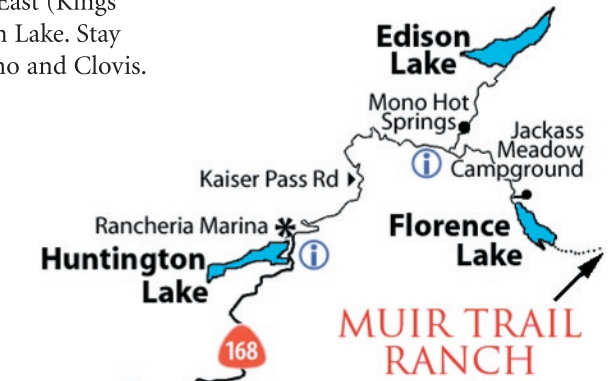 East (Kings
n Lake. Stay
no and Clovis.
Edison
Lake
Mono Hot
Springs
Jackass
Meadow
Campground
i
Kaiser Pass Rd
Rancheria Marina
Florence
Lake
Huntington
Lake
i
168
MUIR TRAIL
RANCH